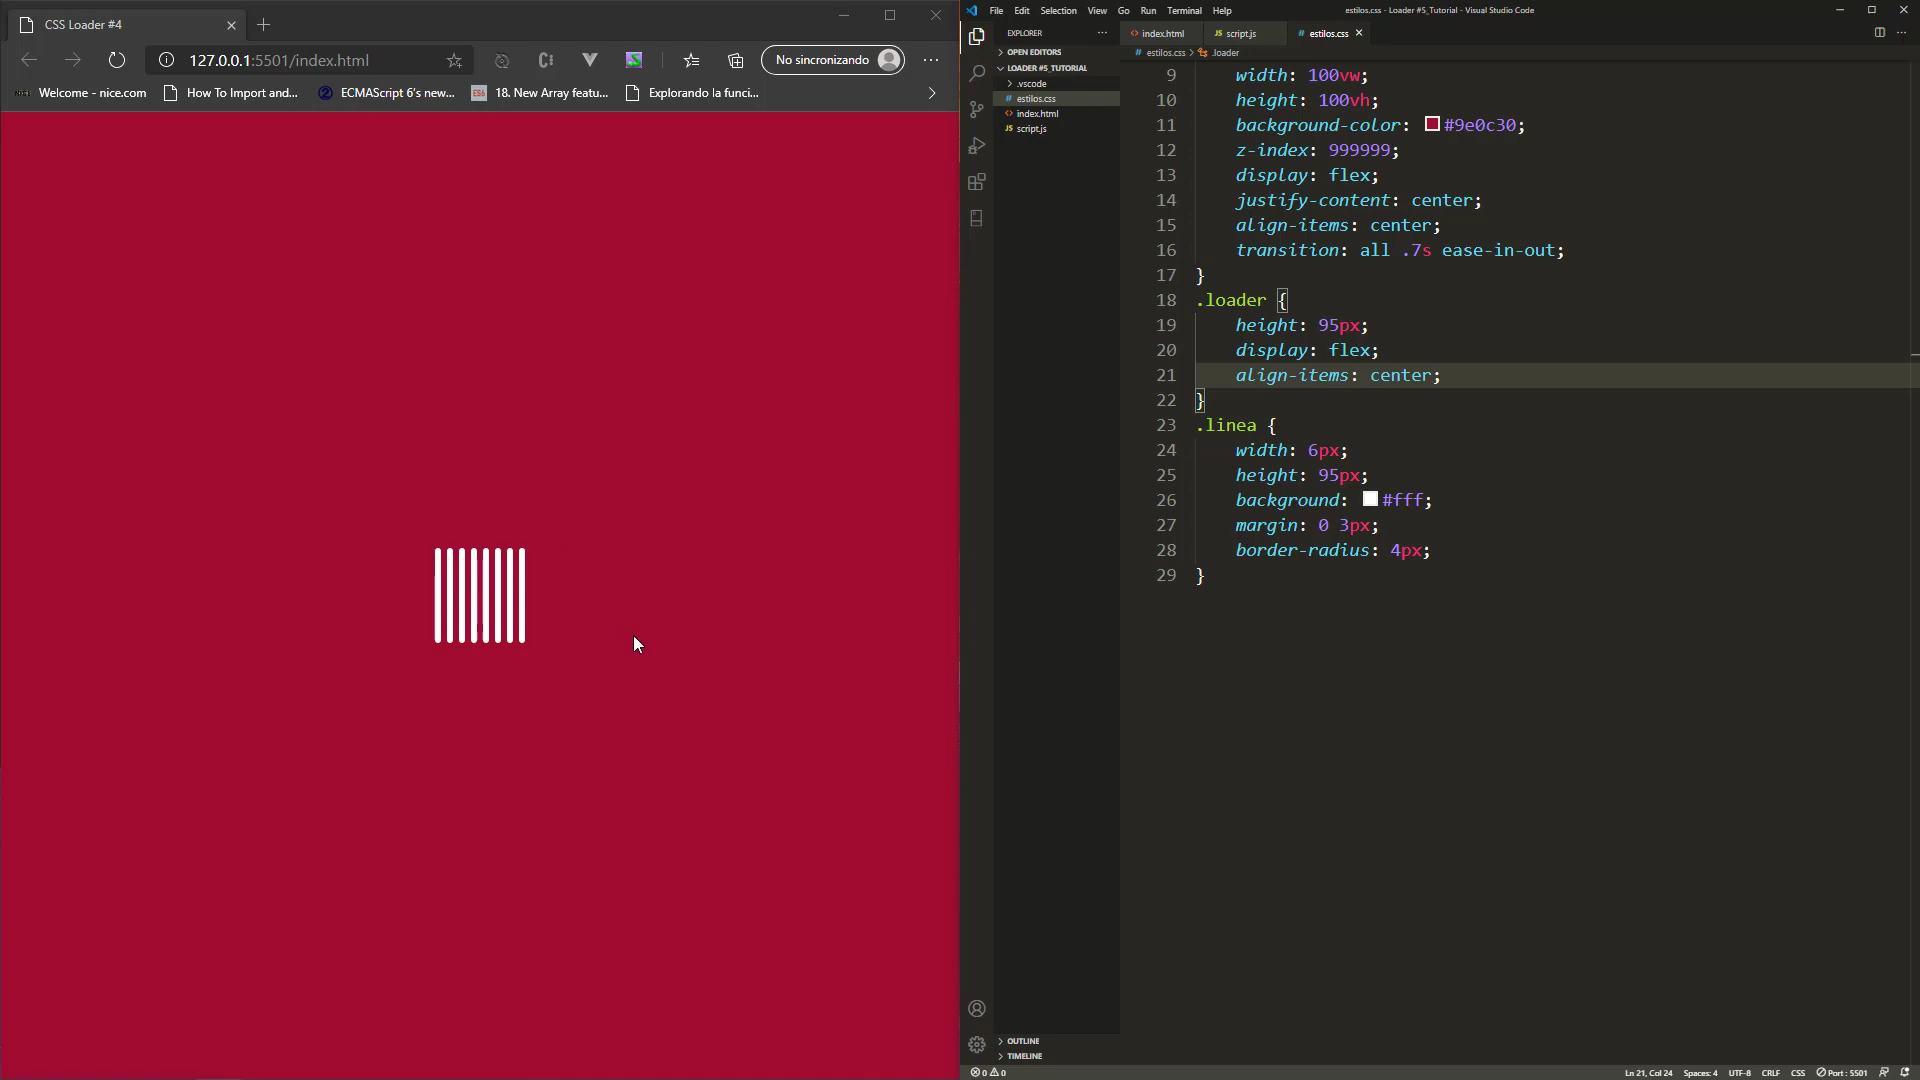 CSS Loader #4
127.0.0.1:5501/index.html
No sincronizando
Welcome - nice.com
How To Import and...
ECMAScript 6's new...
ES6
18. New Array featu...
Explorando la funci...
File Edit Selection View Go Run Terminal Help
estilos.css - Loader #5_Tutorial - Visual Studio Code
EXPLORER
OPEN EDITORS
LOADER #5_TUTORIAL
.vscode
# estilos.css
<> index.html
JS script.js
<> index.html
JS script.js
# estilos.css
# estilos.css > .loader
9 width: 100vw;
10 height: 100vh;
11 background-color: #9e0c30;
12 z-index: 999999;
13 display: flex;
14 justify-content: center;
15 align-items: center;
16 transition: all .7s ease-in-out;
17 }
18 .loader {
19 height: 95px;
20 display: flex;
21 align-items: center;
22 }
23 .linea {
24 width: 6px;
25 height: 95px;
26 background: #fff;
27 margin: 0 3px;
28 border-radius: 4px;
29 }
OUTLINE
TIMELINE
0 0
Ln 21, Col 24 Spaces: 4 UTF-8 CRLF CSS Port : 5501